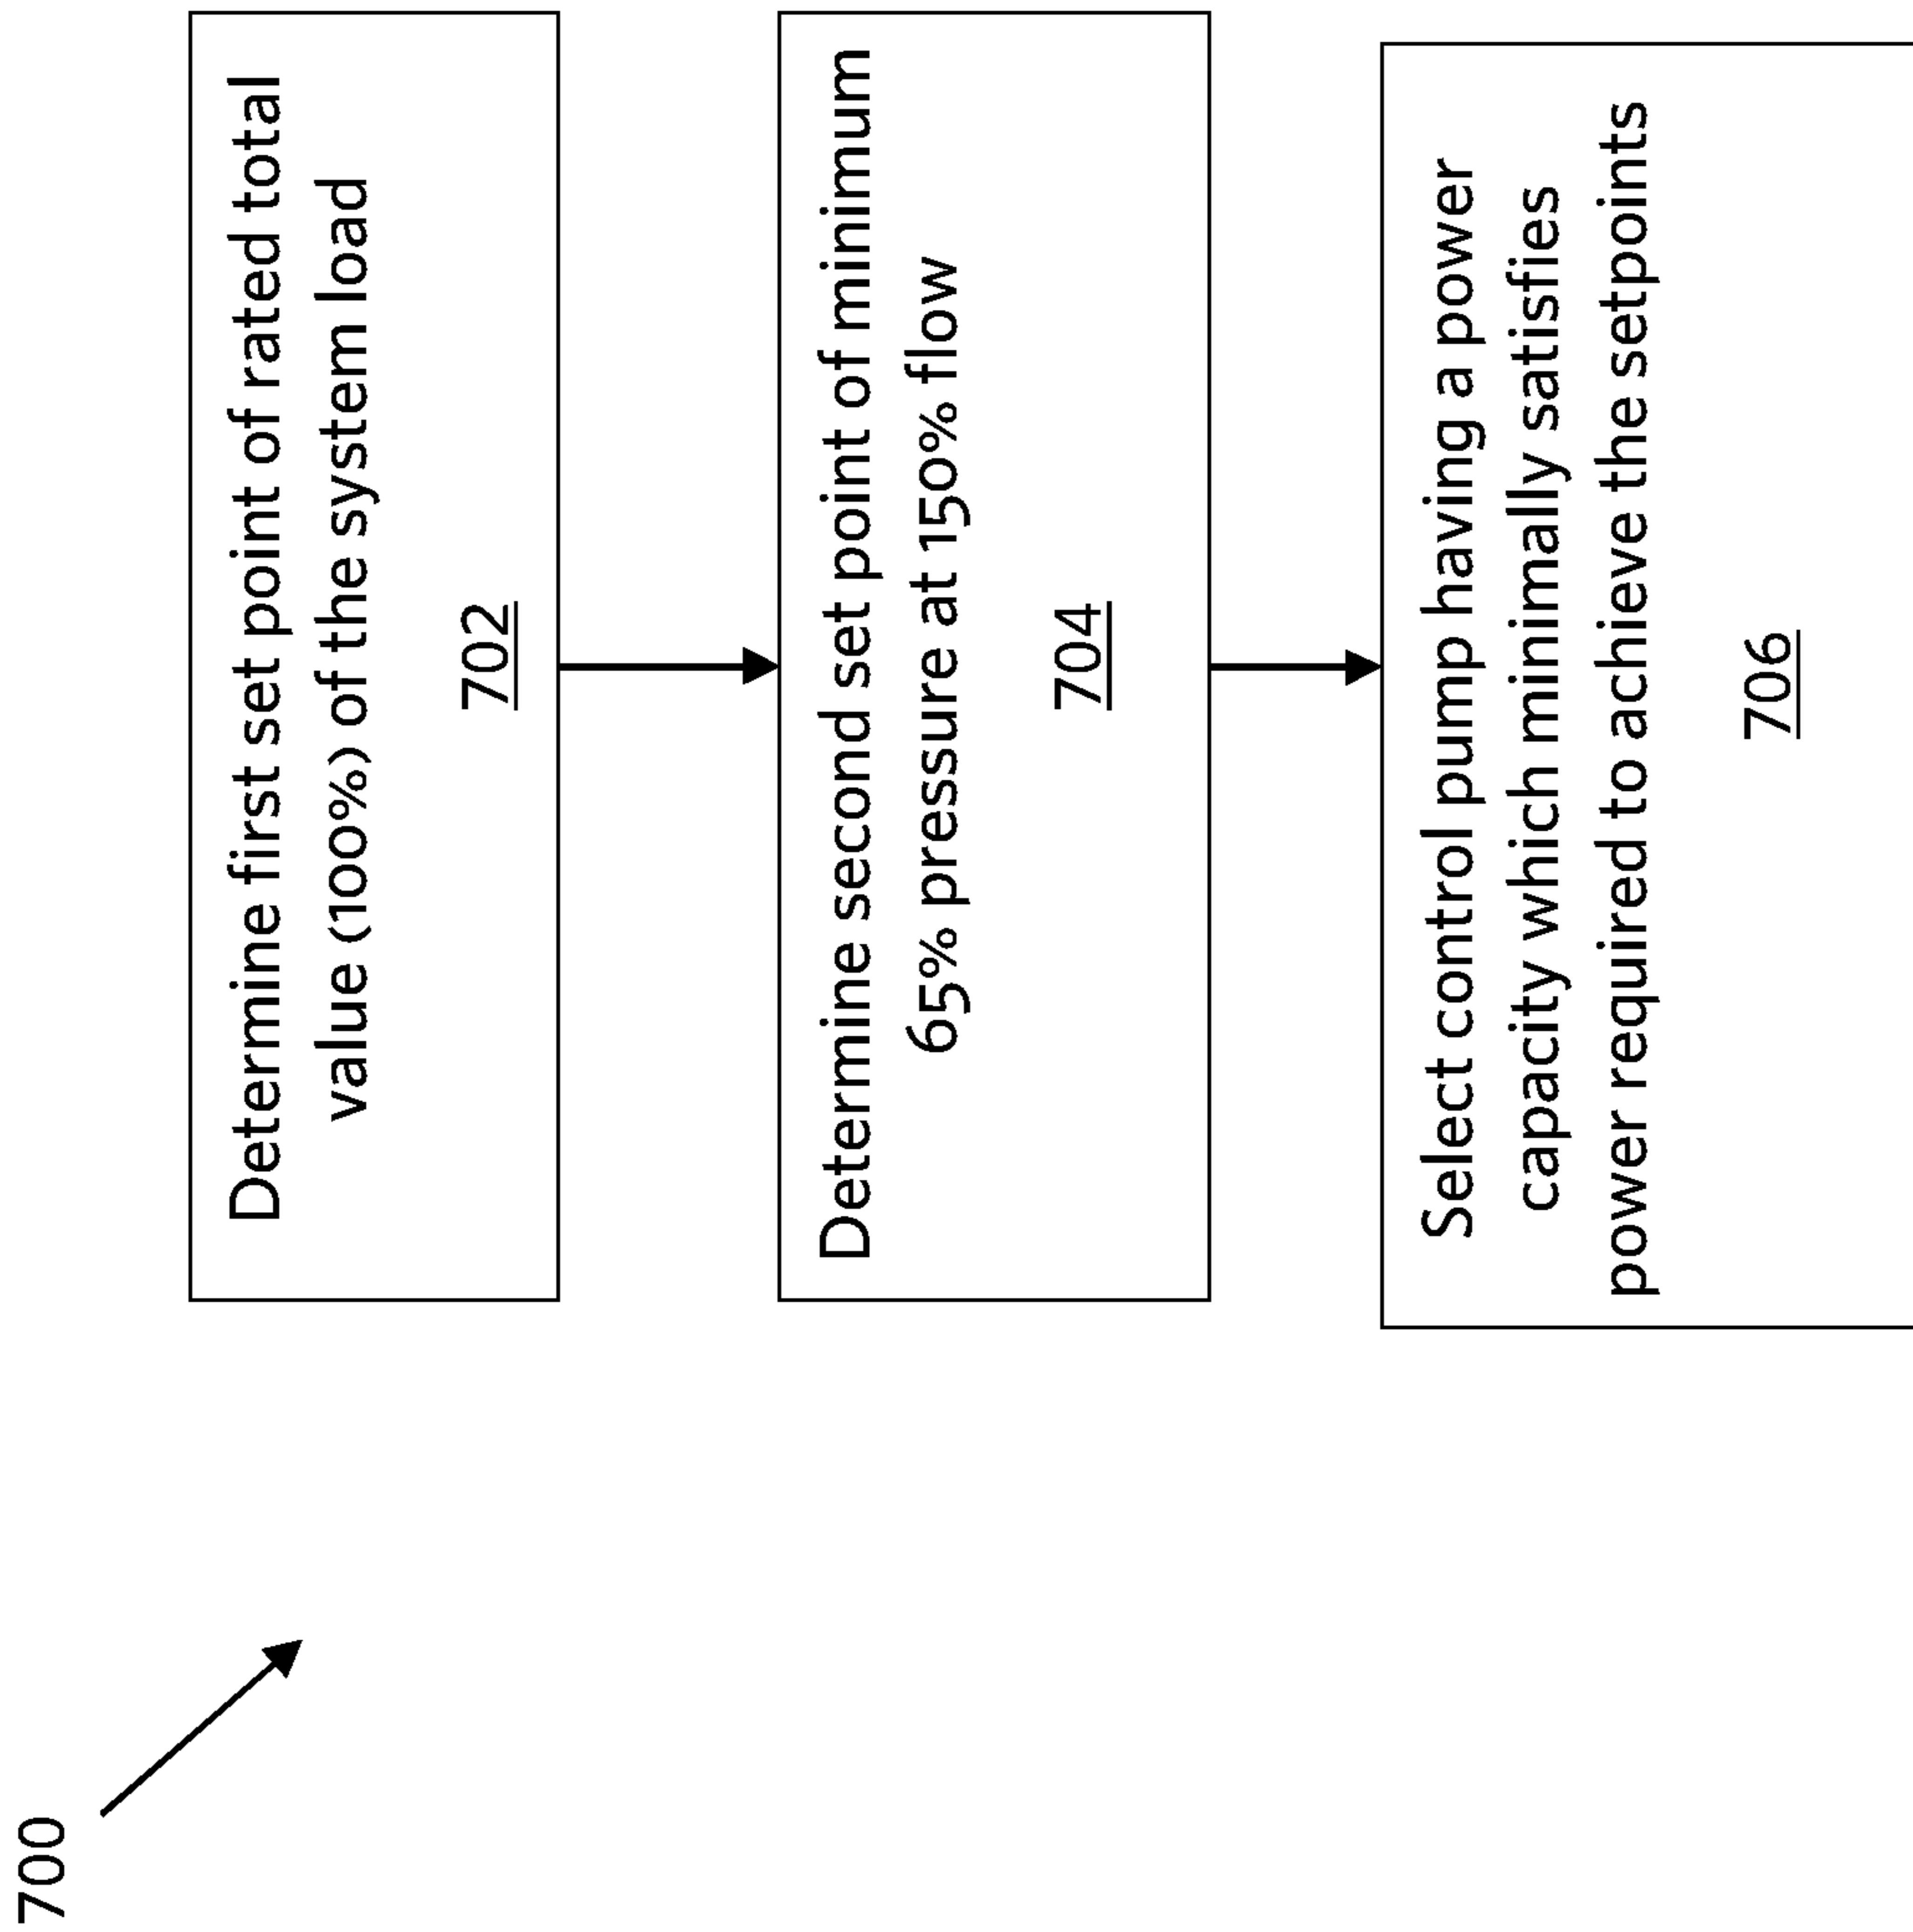 700
Determine first set point of rated total
value (100%) of the system load
702
Determine second set point of minimum
65% pressure at 150% flow
704
Select control pump having a power
capacity which minimally satisfies
power required to achieve the setpoints
706